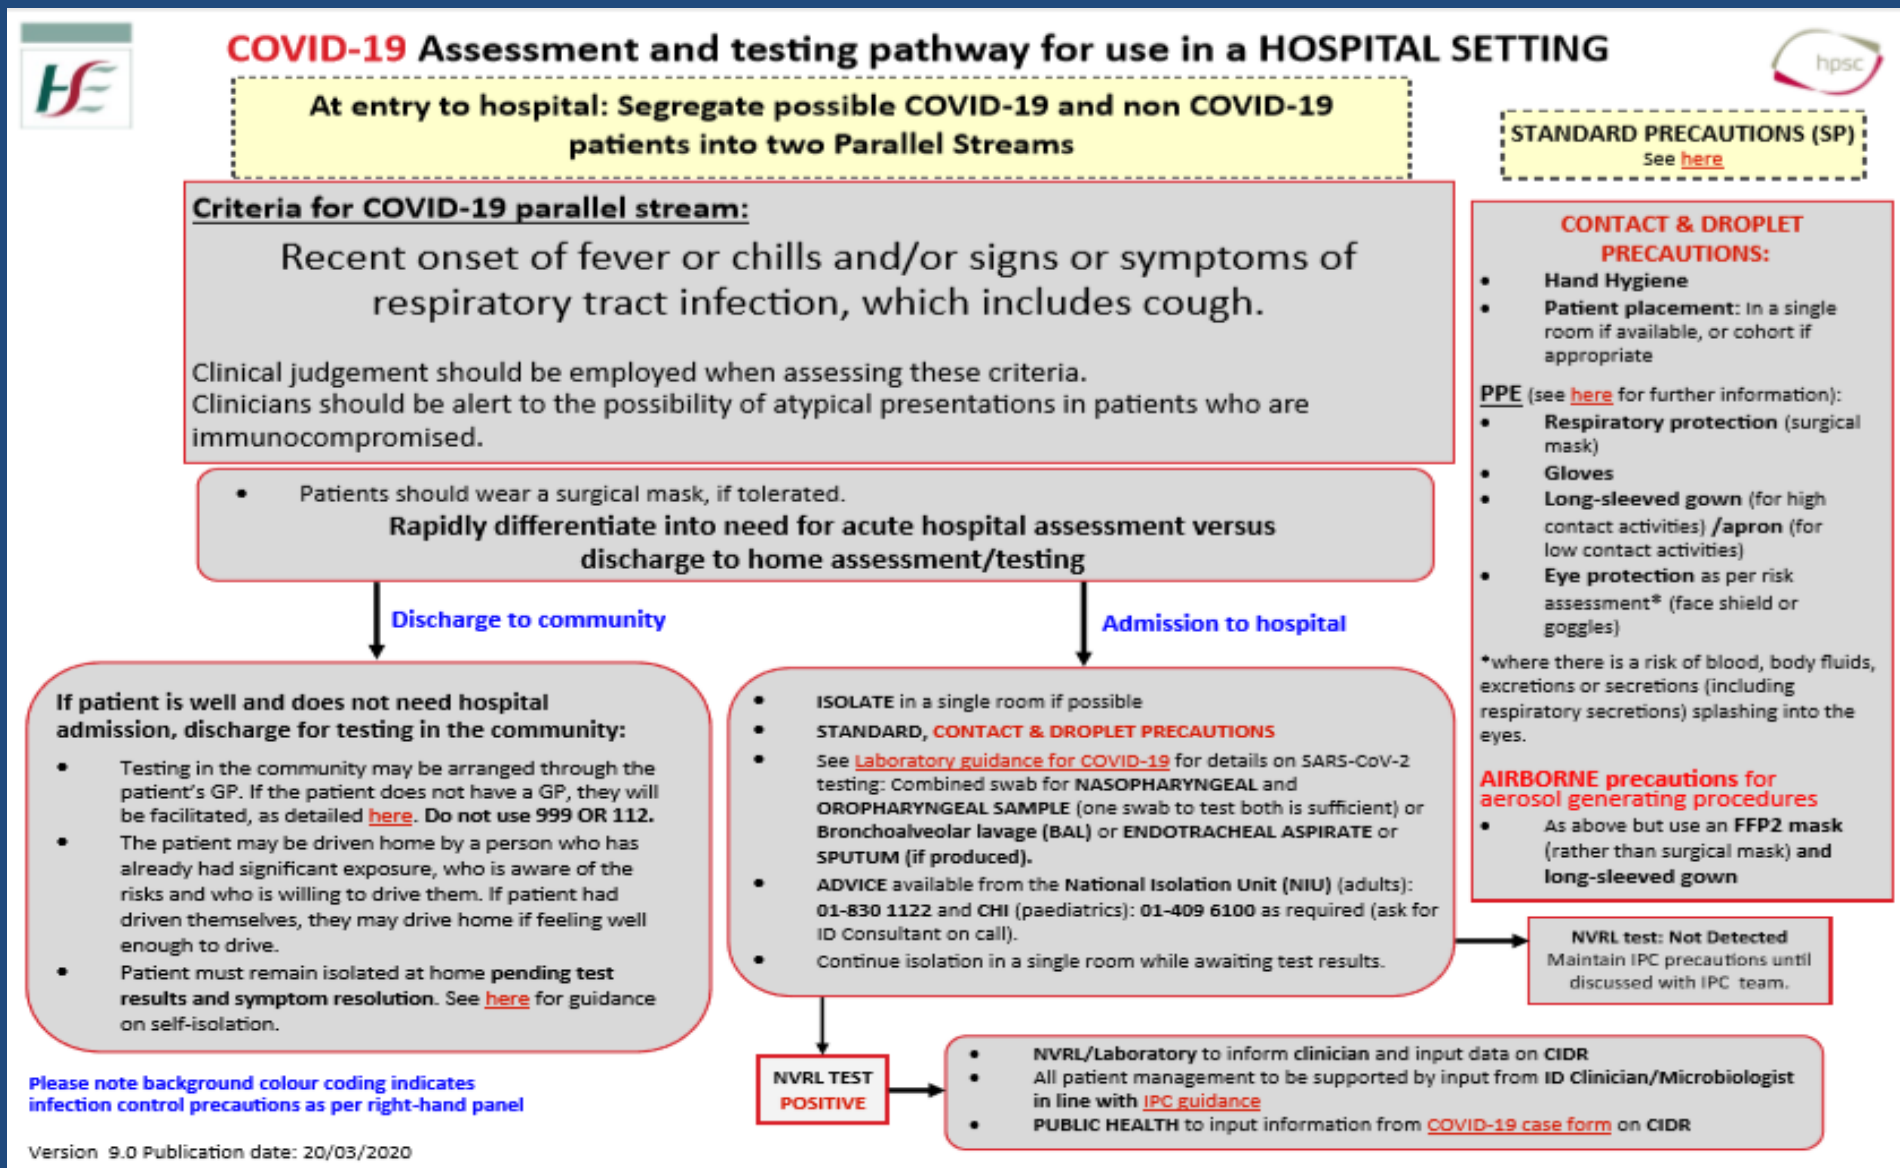 COVID-19 Assessment and testing pathway for use in a HOSPITAL SETTING
hpsc
At entry to hospital: Segregate possible COVID-19 and non COVID-19
patients into two Parallel Streams
Criteria for COVID-19 parallel stream:
Recent onset of fever or chills and/or signs or symptoms of
respiratory tract infection, which includes cough.
Clinical judgement should be employed when assessing these criteria.
Clinicians should be alert to the possibility of atypical presentations in patients who are
immunocompromised.
• Patients should wear a surgical mask, if tolerated.
Rapidly differentiate into need for acute hospital assessment versus
discharge to home assessment/testing
Discharge to community
Admission to hospital
If patient is well and does not need hospital
admission, discharge for testing in the community:
• Testing in the community may be arranged through the
patient's GP. If the patient does not have a GP, they will
be facilitated, as detailed here. Do not use 999 OR 112.
• The patient may be driven home by a person who has
already had significant exposure, who is aware of the
risks and who is willing to drive them. If patient had
driven themselves, they may drive home if feeling well
enough to drive.
• Patient must remain isolated at home pending test
results and symptom resolution. See here for guidance
on self-isolation.
• ISOLATE in a single room if possible
• STANDARD, CONTACT & DROPLET PRECAUTIONS
• See Laboratory guidance for COVID-19 for details on SARS-CoV-2
testing: Combined swab for NASOPHARYNGEAL and
OROPHARYNGEAL SAMPLE (one swab to test both is sufficient) or
Bronchoalveolar lavage (BAL) or ENDOTRACHEAL ASPIRATE or
SPUTUM (if produced).
• ADVICE available from the National Isolation Unit (NIU) (adults):
01-830 1122 and CHI (paediatrics): 01-409 6100 as required (ask for
ID Consultant on call).
• Continue isolation in a single room while awaiting test results.
NVRL TEST
POSITIVE
• NVRL/Laboratory to inform clinician and input data on CIDR
• All patient management to be supported by input from ID Clinician/Microbiologist
in line with IPC guidance
• PUBLIC HEALTH to input information from COVID-19 case form on CIDR
STANDARD PRECAUTIONS (SP)
See here
CONTACT & DROPLET
PRECAUTIONS:
• Hand Hygiene
• Patient placement: In a single
room if available, or cohort if
appropriate
PPE (see here for further information):
• Respiratory protection (surgical
mask)
• Gloves
• Long-sleeved gown (for high
contact activities) /apron (for
low contact activities)
• Eye protection as per risk
assessment* (face shield or
goggles)
*where there is a risk of blood, body fluids,
excretions or secretions (including
respiratory secretions) splashing into the
eyes.
AIRBORNE precautions for
aerosol generating procedures
• As above but use an FFP2 mask
(rather than surgical mask) and
long-sleeved gown
NVRL test: Not Detected
Maintain IPC precautions until
discussed with IPC team.
Please note background colour coding indicates
infection control precautions as per right-hand panel
Version 9.0 Publication date: 20/03/2020